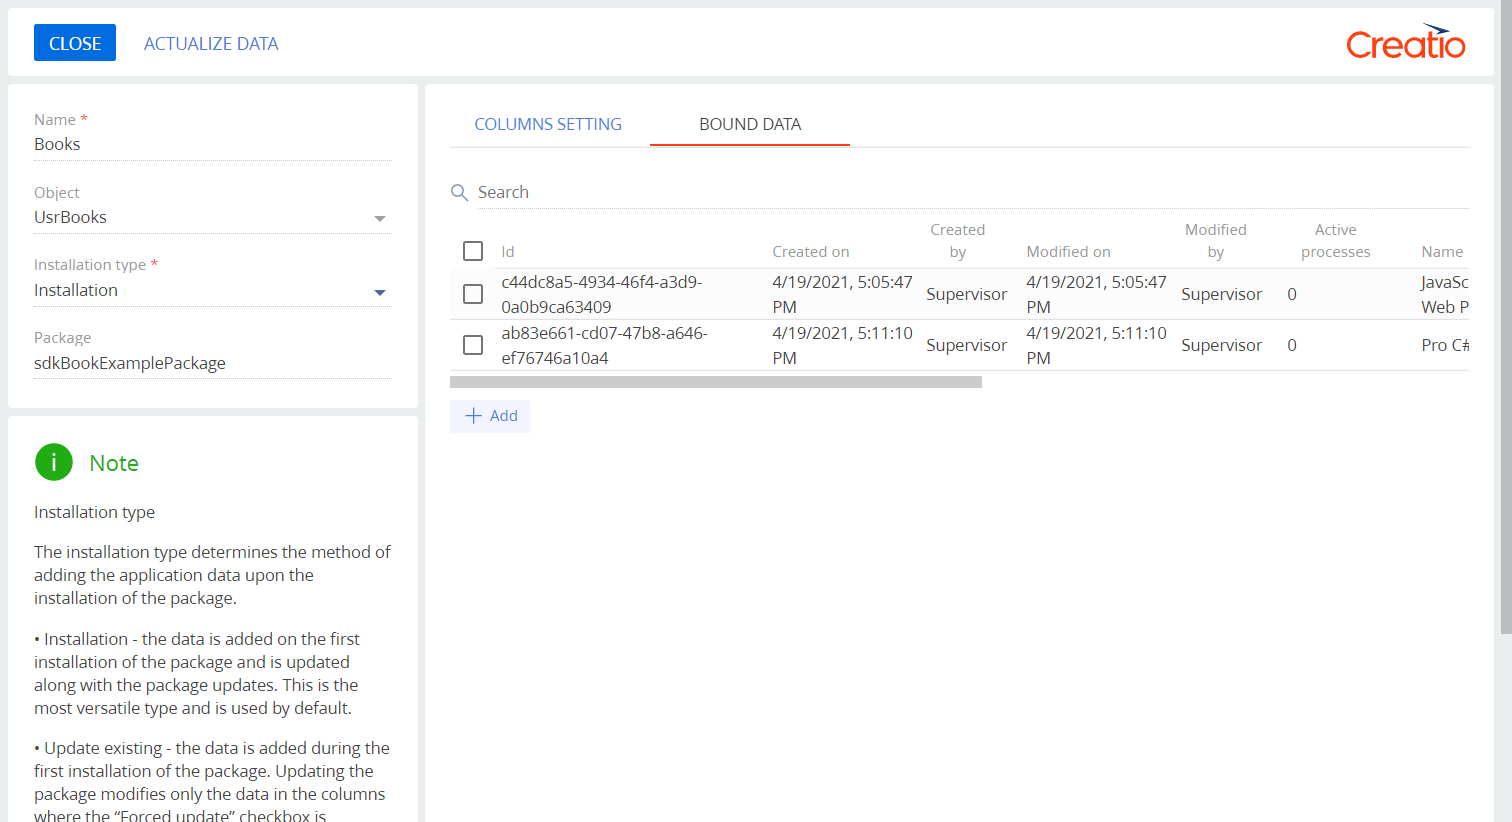 CLOSE
ACTUALIZE DATA
Creatio
Name *
Books
Object
UsrBooks
Installation type *
Installation
Package
sdkBookExamplePackage
i Note
Installation type
The installation type determines the method of
adding the application data upon the
installation of the package.
• Installation - the data is added on the first
installation of the package and is updated
along with the package updates. This is the
most versatile type and is used by default.
• Update existing - the data is added during the
first installation of the package. Updating the
package modifies only the data in the columns
where the “Forced update” checkbox is
COLUMNS SETTING
BOUND DATA
Search
Id
Created on
Created
by
Modified on
Modified
by
Active
processes
Name
c44dc8a5-4934-46f4-a3d9-
0a0b9ca63409
4/19/2021, 5:05:47
PM
Supervisor
4/19/2021, 5:05:47
PM
Supervisor
0
JavaSc
Web P
ab83e661-cd07-47b8-a646-
ef76746a10a4
4/19/2021, 5:11:10
PM
Supervisor
4/19/2021, 5:11:10
PM
Supervisor
0
Pro C#
Add